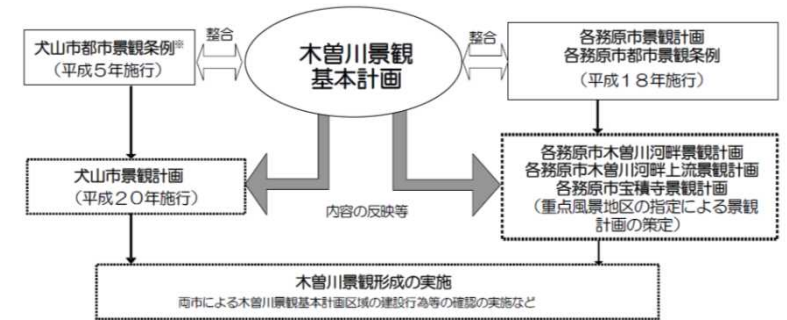 犬山市都市景観条例※
（平成５年施行）
整合
木曽川景観
基本計画
整合
各務原市景観計画
各務原市都市景観条例
（平成１８年施行）
犬山市景観計画
（平成２０年施行）
内容の反映等
各務原市木曽川河畔景観計画
各務原市木曽川河畔上流景観計画
各務原市宝積寺景観計画
（重点風景地区の指定による景観
計画の策定）
木曽川景観形成の実施
両市による木曽川景観基本計画区域の建設行為等の確認の実施など